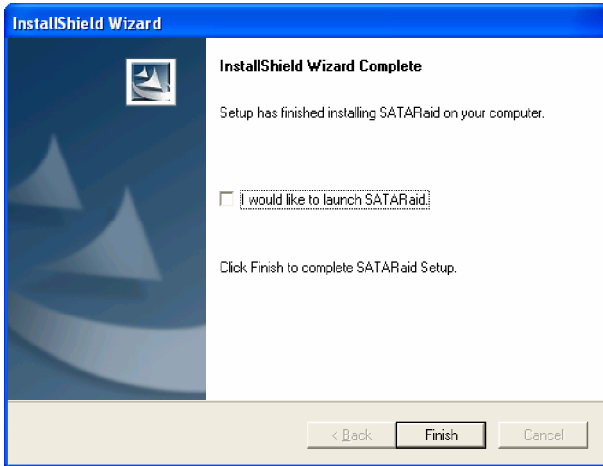 InstallShield Wizard
InstallShield Wizard Complete
Setup has finished installing SATARaid on your computer.
I would like to launch SATARaid.
Click Finish to complete SATARaid Setup.
< Back
Finish
Cancel